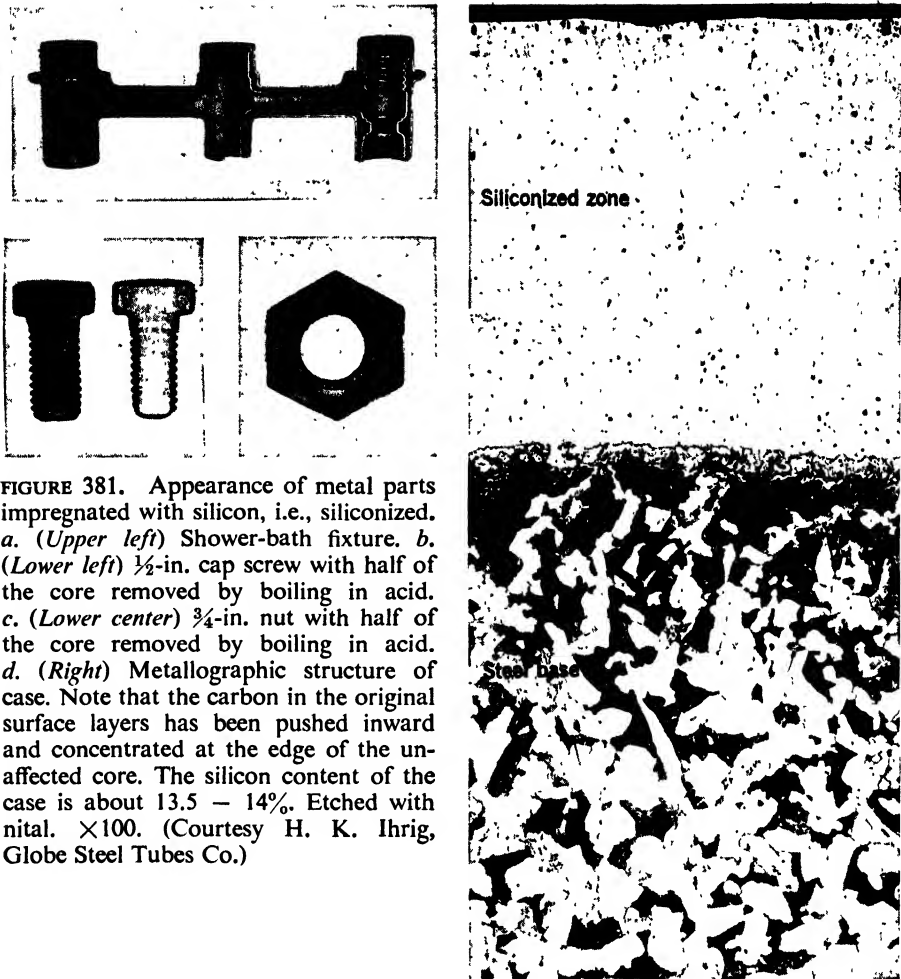 Siliconized zone
Steel base
FIGURE 381. Appearance of metal parts
impregnated with silicon, i.e., siliconized.
a. (Upper left) Shower-bath fixture. b.
(Lower left) ½-in. cap screw with half of
the core removed by boiling in acid.
c. (Lower center) ¾-in. nut with half of
the core removed by boiling in acid.
d. (Right) Metallographic structure of
case. Note that the carbon in the original
surface layers has been pushed inward
and concentrated at the edge of the un-
affected core. The silicon content of the
case is about 13.5 — 14%. Etched with
nital. ×100. (Courtesy H. K. Ihrig,
Globe Steel Tubes Co.)